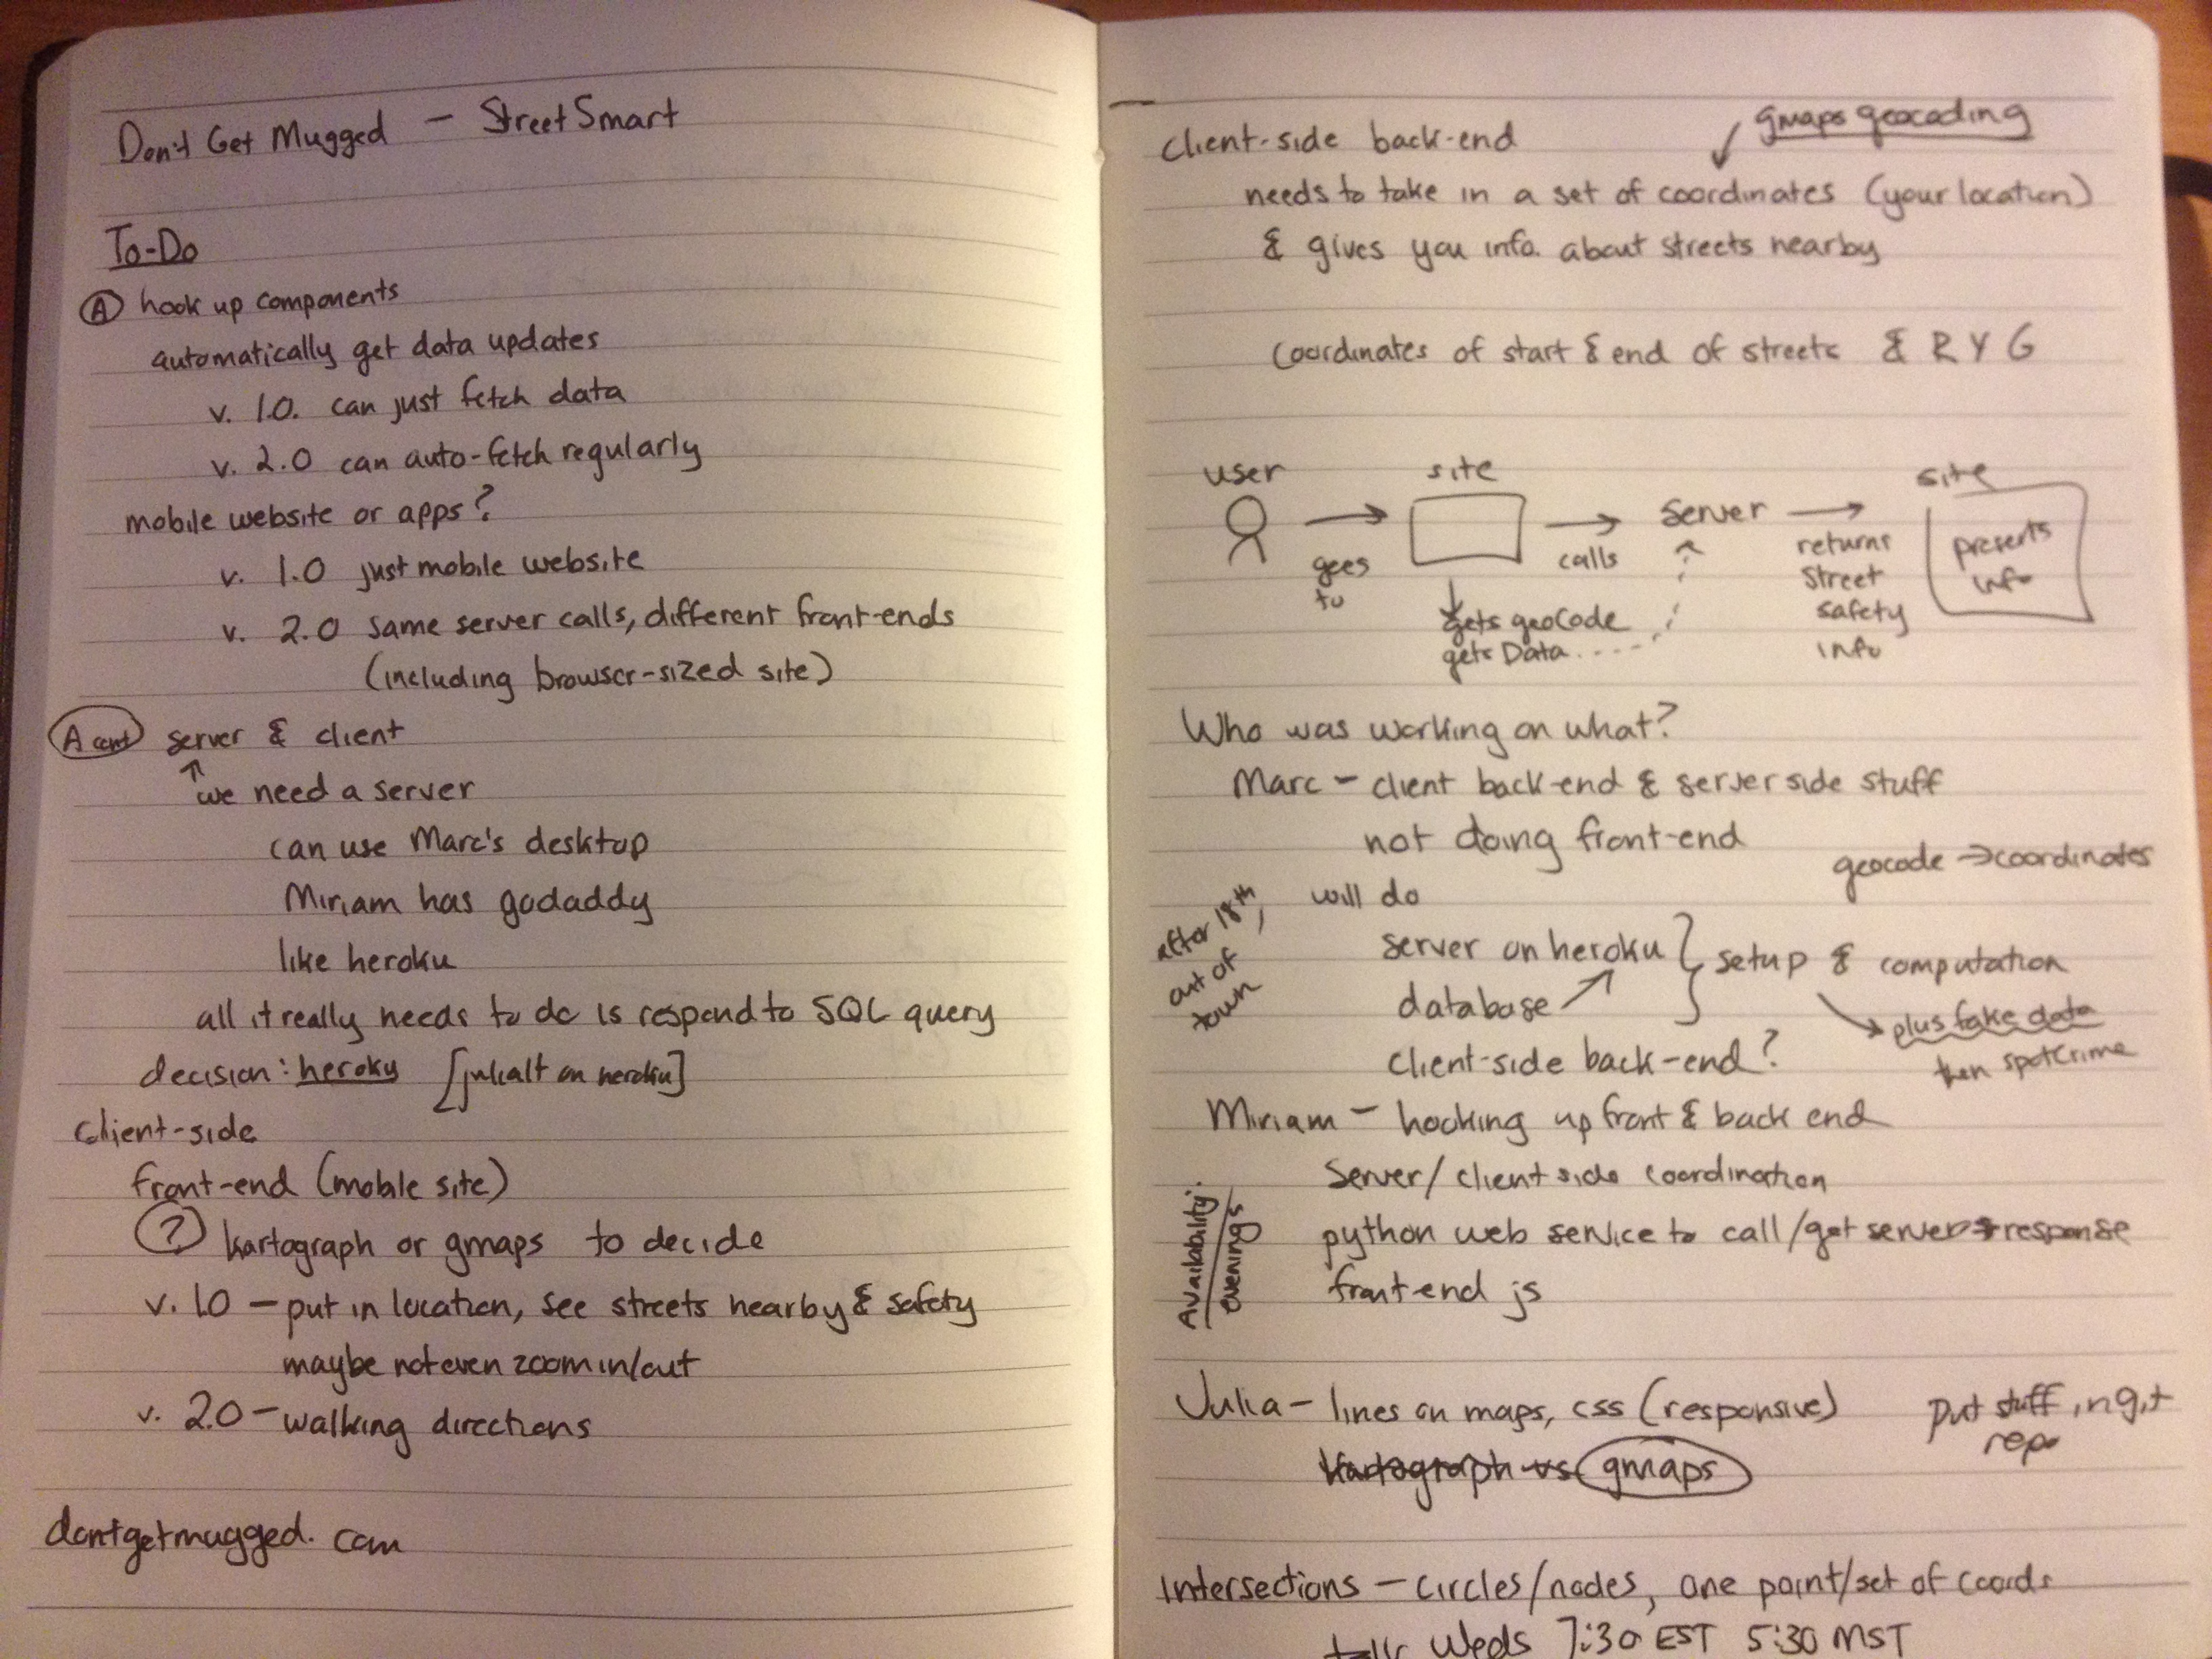 Don't Get Mugged — StreetSmart
To-Do
A hook up components
automatically get data updates
v. 1.0. can just fetch data
v. 2.0 can auto-fetch regularly
mobile website or apps?
v. 1.0 just mobile website
v. 2.0 same server calls, different front-ends
(including browser-sized site)
A cont server & client
↑ we need a server
can use Marc's desktop
Miriam has godaddy
like heroku
all it really needs to do is respond to SQL query
decision: heroku [julialt on heroku]
client-side
front-end (mobile site)
? kartograph or gmaps to decide
v. 1.0 — put in location, see streets nearby & safety
maybe not even zoom in/out
v. 2.0 — walking directions
dontgetmugged.com
gmaps geocoding
client-side back-end
needs to take in a set of coordinates (your location)
& gives you info. about streets nearby
coordinates of start & end of streets & R Y G
user site site
→ → server →
goes to calls returns street safety info presents info
gets geocode
gets Data....
Who was working on what?
Marc – client back-end & server side stuff
not doing front-end
geocode → coordinates
will do
after 18th, out of town
server on heroku } setup & computation
database ↗
plus fake data
then spotcrime
client-side back-end?
Miriam – hooking up front & back end
Server/client side coordination
Availability: evenings
python web service to call/get server response
front-end js
Julia – lines on maps, css (responsive)
put stuff in git
repo
kartograph vs gmaps
Intersections — circles/nodes, one point/set of coords
talk Weds 7:30 EST 5:30 MST